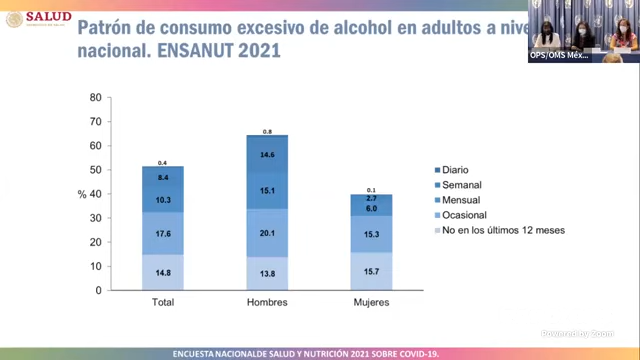 SALUD
Patrón de consumo excesivo de alcohol en adultos a nive
nacional. ENSANUT 2021
OPS/OMS Méx...
80
70
60
50
% 40
30
20
10
0
0.4
8.4
10.3
17.6
14.8
0.8
14.6
15.1
20.1
13.8
0.1
2.7
6.0
15.3
15.7
Total Hombres Mujeres
Diario
Semanal
Mensual
Ocasional
No en los últimos 12 meses
Powered by Zoom
ENCUESTA NACIONALDE SALUD Y NUTRICIÓN 2021 SOBRE COVID-19.